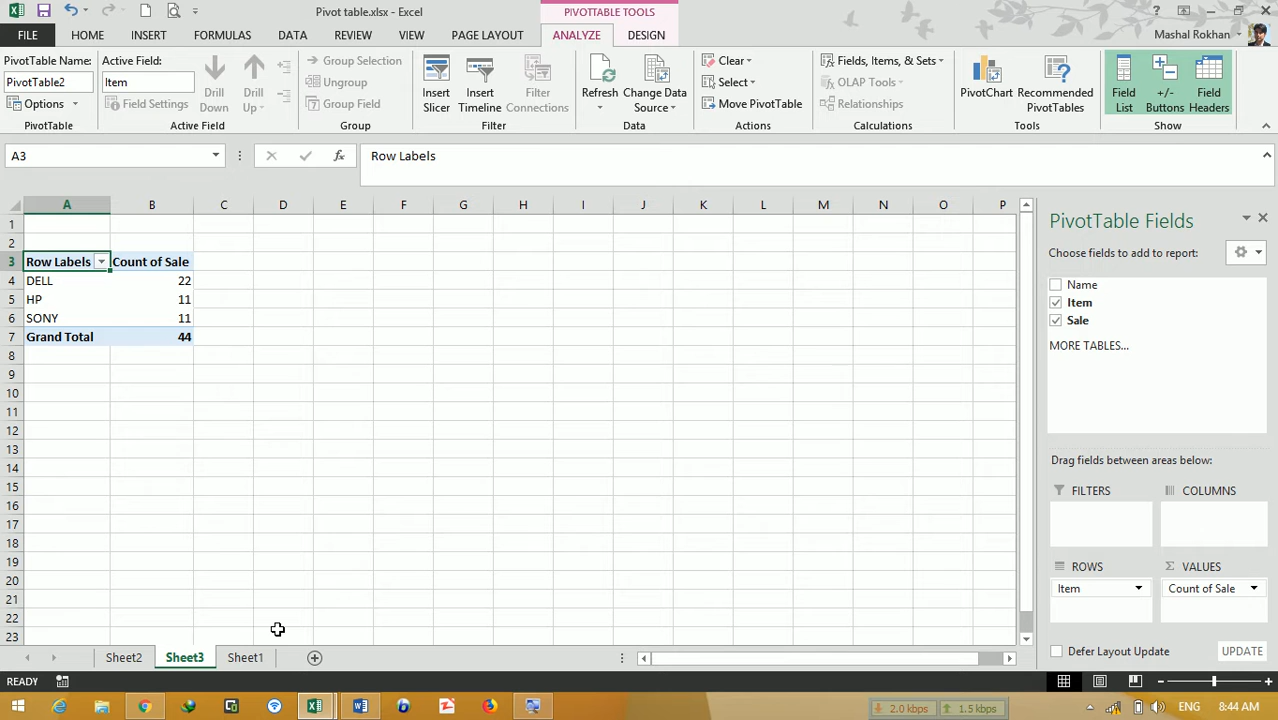 Pivot table.xlsx - Excel
PIVOTTABLE TOOLS
?
FILE HOME INSERT FORMULAS DATA REVIEW VIEW PAGE LAYOUT ANALYZE DESIGN Mashal Rokhan
PivotTable Name:
PivotTable2
Options
PivotTable
Active Field:
Item
Field Settings
Drill
Down
Drill
Up
Active Field
Group Selection
Ungroup
Group Field
Group
Insert
Slicer
Insert
Timeline
Filter
Connections
Filter
Refresh
Change Data
Source
Data
Clear
Select
Move PivotTable
Actions
Fields, Items, & Sets
OLAP Tools
Relationships
Calculations
PivotChart
Recommended
PivotTables
Tools
Field
List
+/-
Buttons
Field
Headers
Show
A3
fx
Row Labels
A B C D E F G H I J K L M N O P
1
2
3 Row Labels Count of Sale
4 DELL 22
5 HP 11
6 SONY 11
7 Grand Total 44
8
9
10
11
12
13
14
15
16
17
18
19
20
21
22
23
PivotTable Fields
Choose fields to add to report:
Name
Item
Sale
MORE TABLES...
Drag fields between areas below:
FILTERS
COLUMNS
ROWS
Item
Σ VALUES
Count of Sale
Defer Layout Update
UPDATE
Sheet2 Sheet3 Sheet1
READY
2.0 kbps 1.5 kbps
ENG 8:44 AM